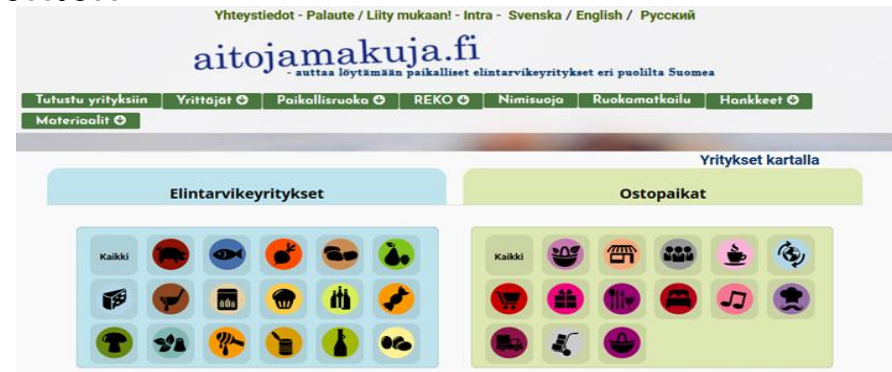 Yhteystiedot - Palaute / Liity mukaan! - Intra - Svenska / English / Русский
aitojamakuja.fi
- auttaa löytämään paikalliset elintarvikeyritykset eri puolilta Suomea
Tutustu yrityksiin Yrittäjät Paikallisruoka REKO Nimisuoja Ruokamatkailu Hankkeet
Materiaalit
Yritykset kartalla
Elintarvikeyritykset Ostopaikat
Kaikki Kaikki